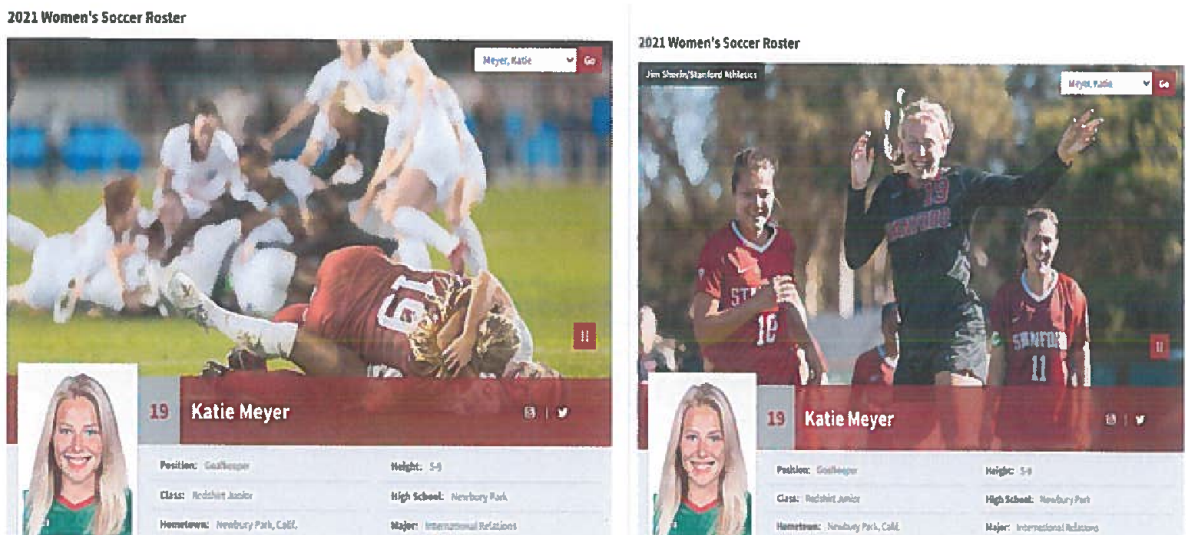 2021 Women's Soccer Roster
Meyer, Katie Go
16
19 Katie Meyer
Position: Goalkeeper Height: 5-9
Class: Redshirt Junior High School: Newbury Park
Hometown: Newbury Park, Calif. Major: International Relations
2021 Women's Soccer Roster
Jim Shorin/Stanford Athletics
Meyer, Katie Go
19
STANFORD
16
STANFORD
11
19 Katie Meyer
Position: Goalkeeper Height: 5-9
Class: Redshirt Junior High School: Newbury Park
Hometown: Newbury Park, Calif. Major: International Relations